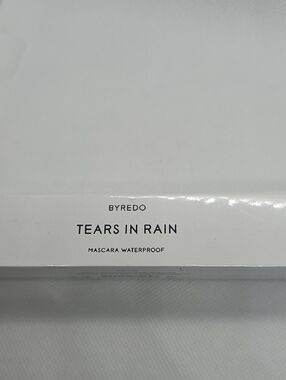 BYREDO
TEARS IN RAIN
MASCARA WATERPROOF